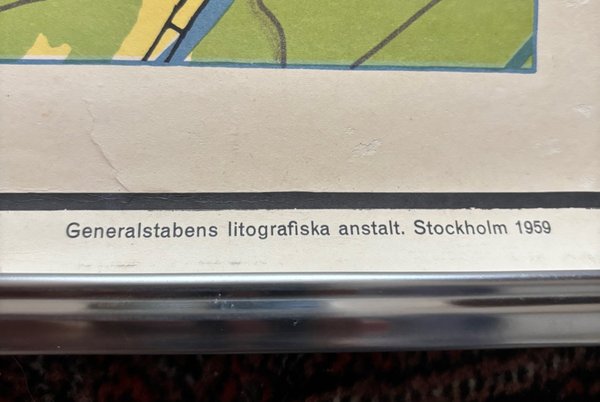 Generalstabens litografiska anstalt. Stockholm 1959